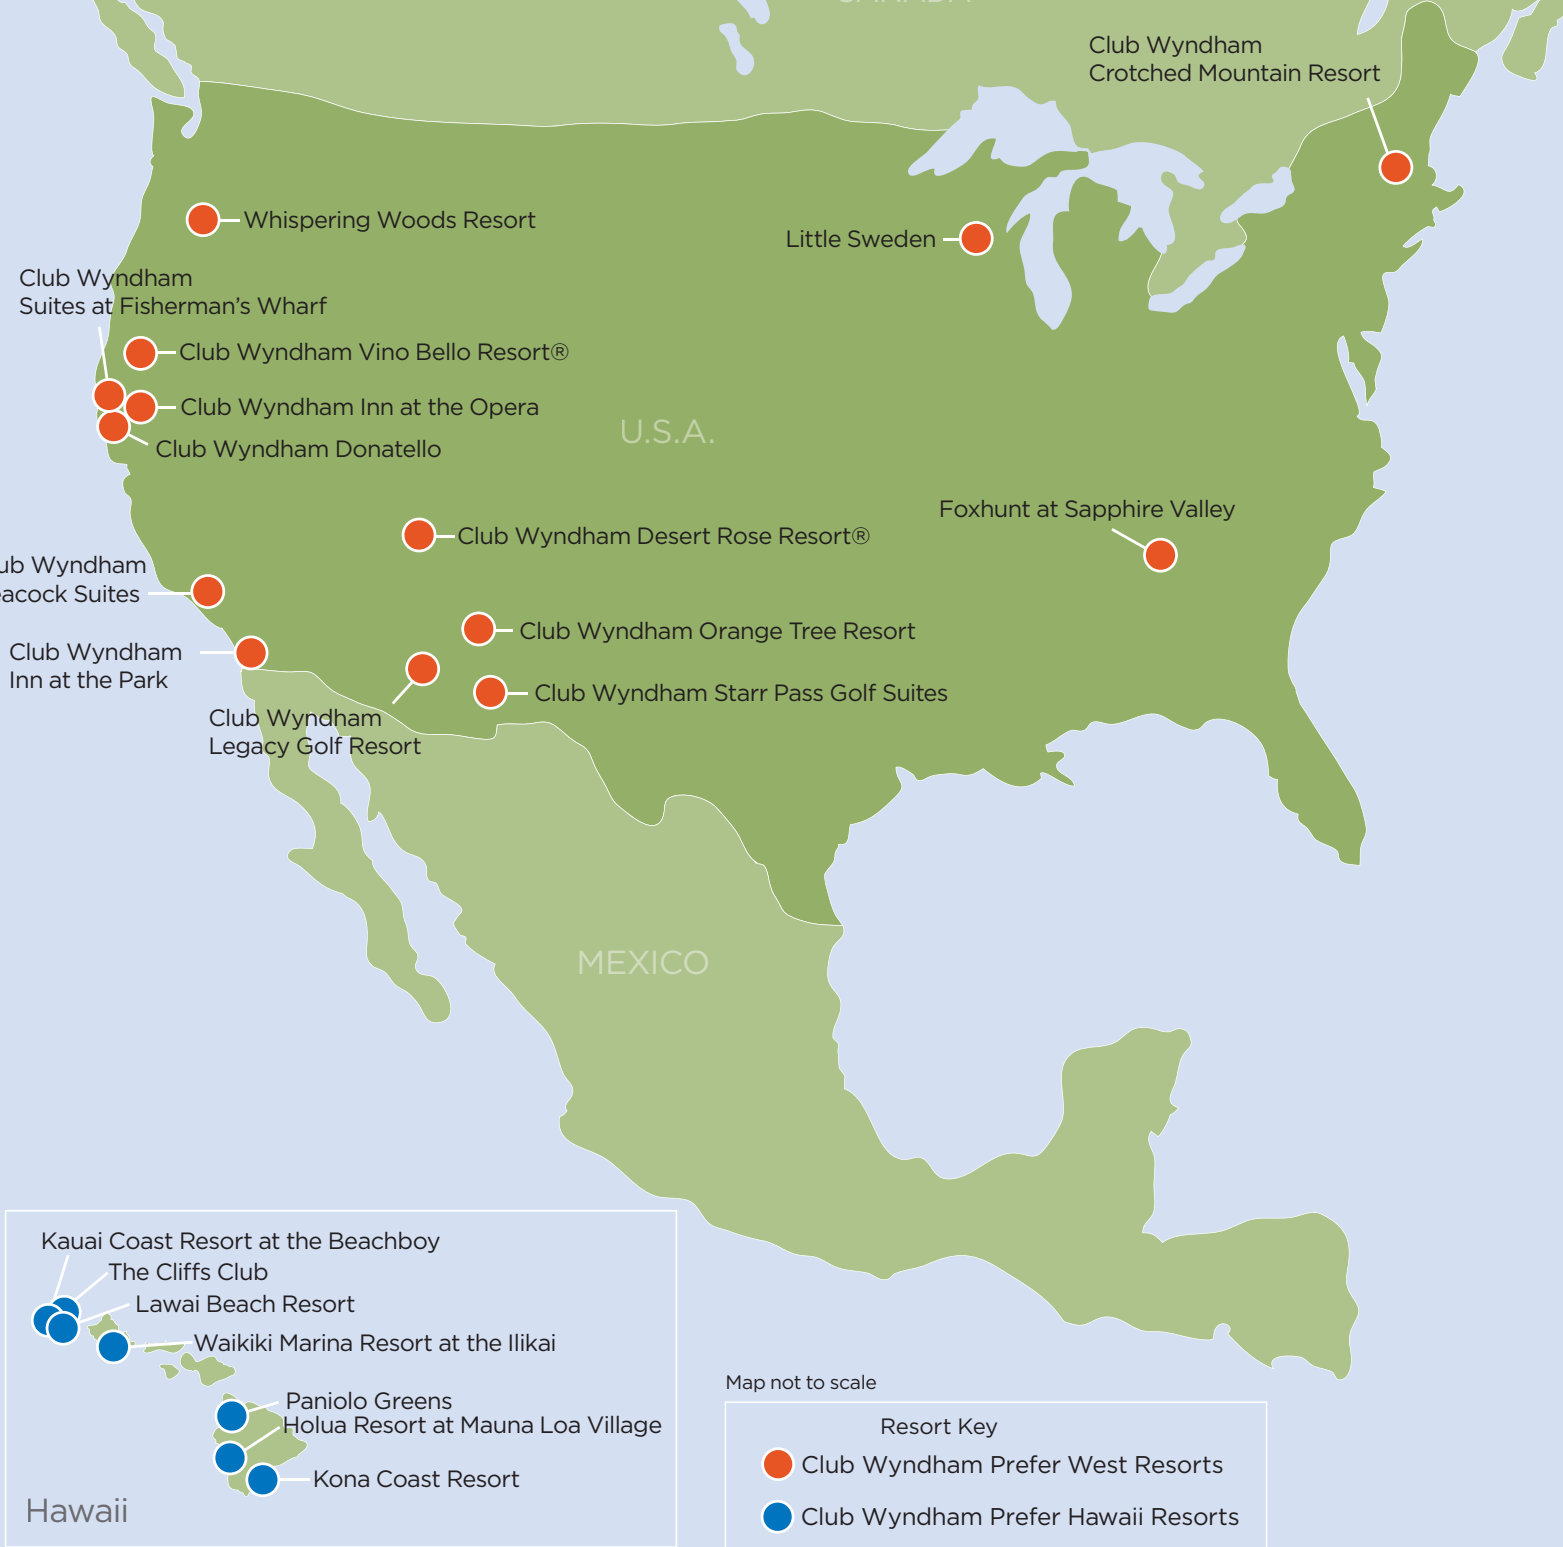 Club Wyndham
Crotched Mountain Resort
Whispering Woods Resort
Little Sweden
Club Wyndham
Suites at Fisherman's Wharf
Club Wyndham Vino Bello Resort®
Club Wyndham Inn at the Opera
U.S.A.
Club Wyndham Donatello
Foxhunt at Sapphire Valley
Club Wyndham Desert Rose Resort®
ub Wyndham
eacock Suites
Club Wyndham Orange Tree Resort
Club Wyndham
Inn at the Park
Club Wyndham Starr Pass Golf Suites
Club Wyndham
Legacy Golf Resort
MEXICO
Kauai Coast Resort at the Beachboy
The Cliffs Club
Lawai Beach Resort
Waikiki Marina Resort at the Ilikai
Paniolo Greens
Holua Resort at Mauna Loa Village
Kona Coast Resort
Hawaii
Map not to scale
Resort Key
Club Wyndham Prefer West Resorts
Club Wyndham Prefer Hawaii Resorts